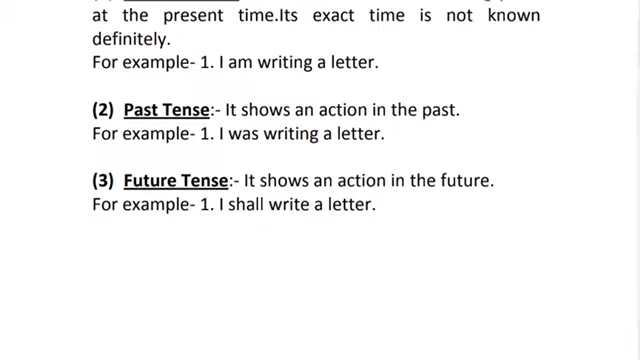 at the present time.Its exact time is not known
definitely.
For example- 1. I am writing a letter.
(2) Past Tense:- It shows an action in the past.
For example- 1. I was writing a letter.
(3) Future Tense:- It shows an action in the future.
For example- 1. I shall write a letter.